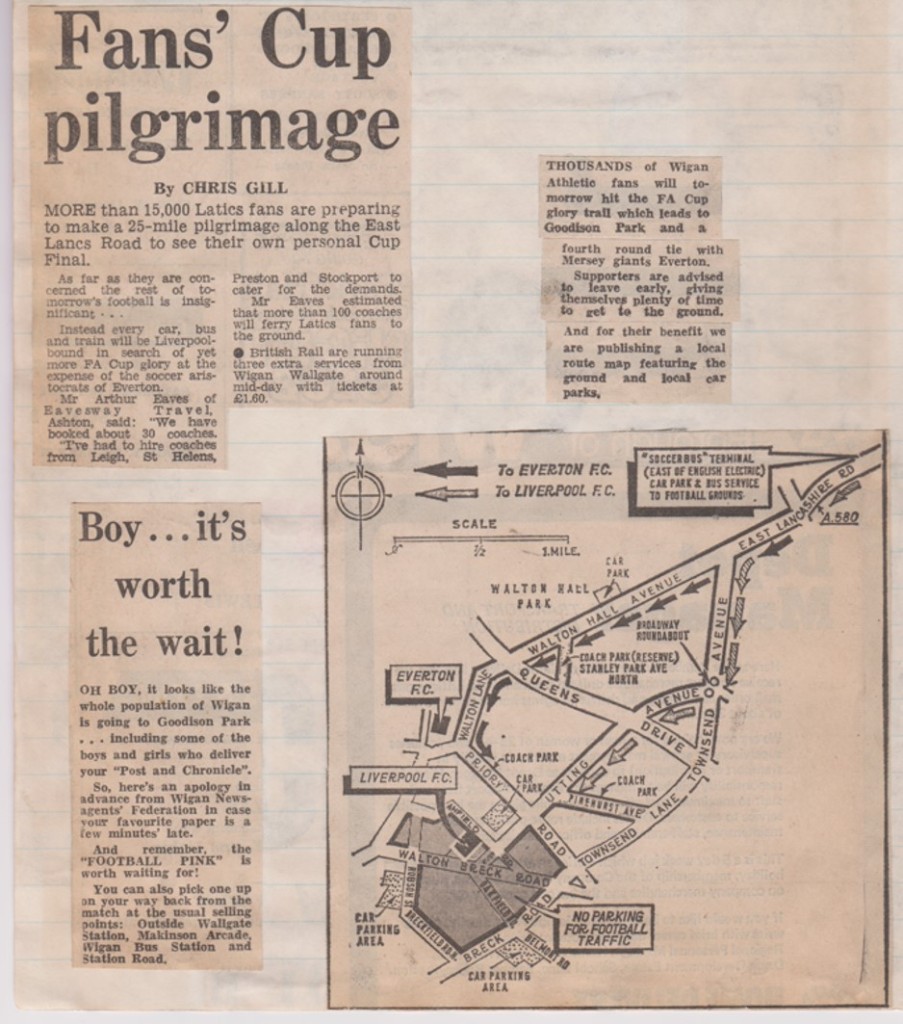 Fans' Cup
pilgrimage
By CHRIS GILL
MORE than 15,000 Latics fans are preparing
to make a 25-mile pilgrimage along the East
Lancs Road to see their own personal Cup
Final.
As far as they are con-
cerned the rest of to-
morrow's football is insig-
nificant . . .
Instead every car, bus
and train will be Liverpool-
bound in search of yet
more FA Cup glory at the
expense of the soccer aris-
tocrats of Everton.
Mr Arthur Eaves of
Eavesway Travel,
Ashton, said: "We have
booked about 30 coaches.
"I've had to hire coaches
from Leigh, St Helens,
Preston and Stockport to
cater for the demands.
Mr Eaves estimated
that more than 100 coaches
will ferry Latics fans to
the ground.
● British Rail are running
three extra services from
Wigan Wallgate around
mid-day with tickets at
£1.60.
THOUSANDS of Wigan
Athletic fans will to-
morrow hit the FA Cup
glory trail which leads to
Goodison Park and a
fourth round tie with
Mersey giants Everton.
Supporters are advised
to leave early, giving
themselves plenty of time
to get to the ground.
And for their benefit we
are publishing a local
route map featuring the
ground and local car
parks.
Boy...it's
worth
the wait!
OH BOY, it looks like the
whole population of Wigan
is going to Goodison Park
. . . including some of the
boys and girls who deliver
your "Post and Chronicle".
So, here's an apology in
advance from Wigan News-
agents' Federation in case
your favourite paper is a
few minutes' late.
And remember, the
"FOOTBALL PINK" is
worth waiting for!
You can also pick one up
on your way back from the
match at the usual selling
points: Outside Wallgate
Station, Makinson Arcade,
Wigan Bus Station and
Station Road.
N
To EVERTON F.C.
To LIVERPOOL F.C.
SCALE
0 1/2 1 MILE.
"SOCCERBUS" TERMINAL
(EAST OF ENGLISH ELECTRIC)
CAR PARK & BUS SERVICE
TO FOOTBALL GROUNDS
EAST LANCASHIRE RD
A.580
CAR
PARK
WALTON HALL
PARK
WALTON HALL AVENUE
BROADWAY
ROUNDABOUT
COACH PARK (RESERVE)
STANLEY PARK AVE
NORTH
AVENUE
EVERTON
F.C.
WALTON LANE
QUEENS
DRIVE
AVENUE
TOWNSEND
COACH PARK
PRIORY
CAR
PARK
UTTING
COACH
PARK
PINEHURST AVE
TOWNSEND LANE
LIVERPOOL F.C.
ANFIELD
ROAD
WALTON BRECK ROAD
ROBSON ST
BRECKFIELD RD. N.
OAKFIELD RD
CAR
PARKING
AREA
BRECK ROAD
BELMONT RD
NO PARKING
FOR FOOTBALL
TRAFFIC
CAR PARKING
AREA